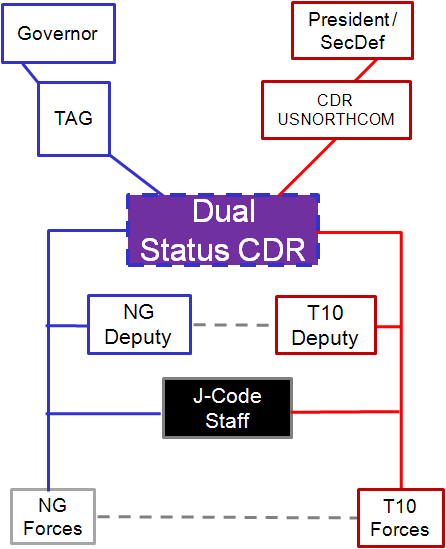 Governor
President/
SecDef
TAG
CDR
USNORTHCOM
Dual
Status CDR
NG
Deputy
T10
Deputy
J-Code
Staff
NG
Forces
T10
Forces